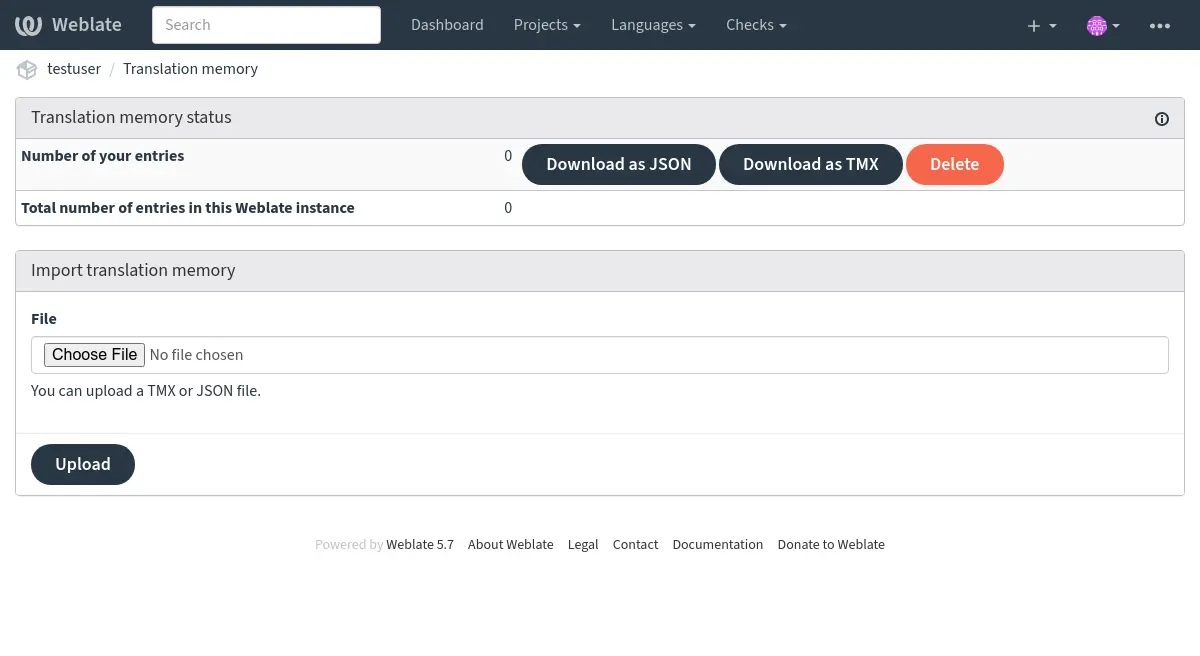 Weblate Search Dashboard Projects Languages Checks
testuser / Translation memory
Translation memory status
Number of your entries 0 Download as JSON Download as TMX Delete
Total number of entries in this Weblate instance 0
Import translation memory
File
Choose File No file chosen
You can upload a TMX or JSON file.
Upload
Powered by Weblate 5.7 About Weblate Legal Contact Documentation Donate to Weblate